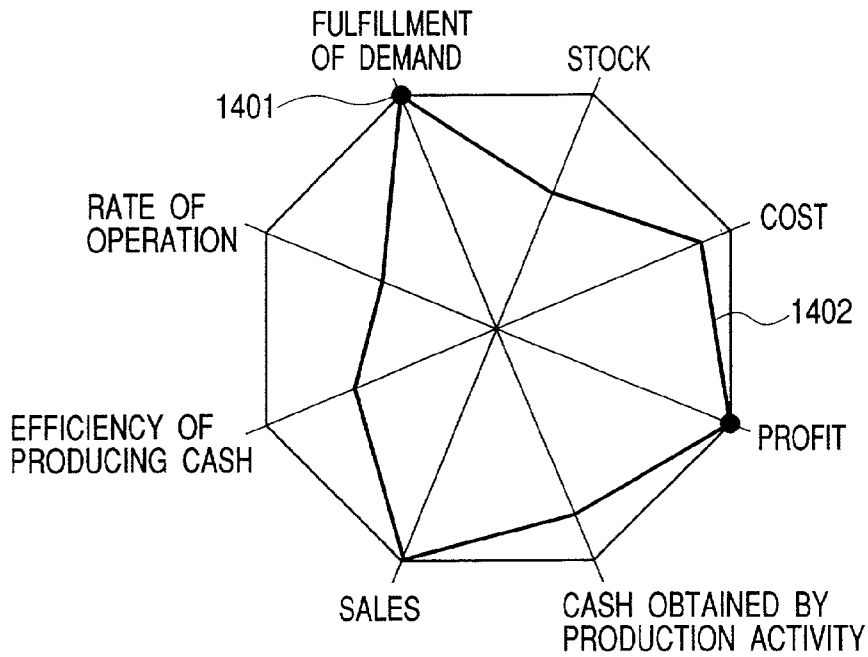 FULFILLMENT
OF DEMAND
STOCK
1401
RATE OF
OPERATION
COST
1402
EFFICIENCY OF
PRODUCING CASH
PROFIT
SALES
CASH OBTAINED BY
PRODUCTION ACTIVITY